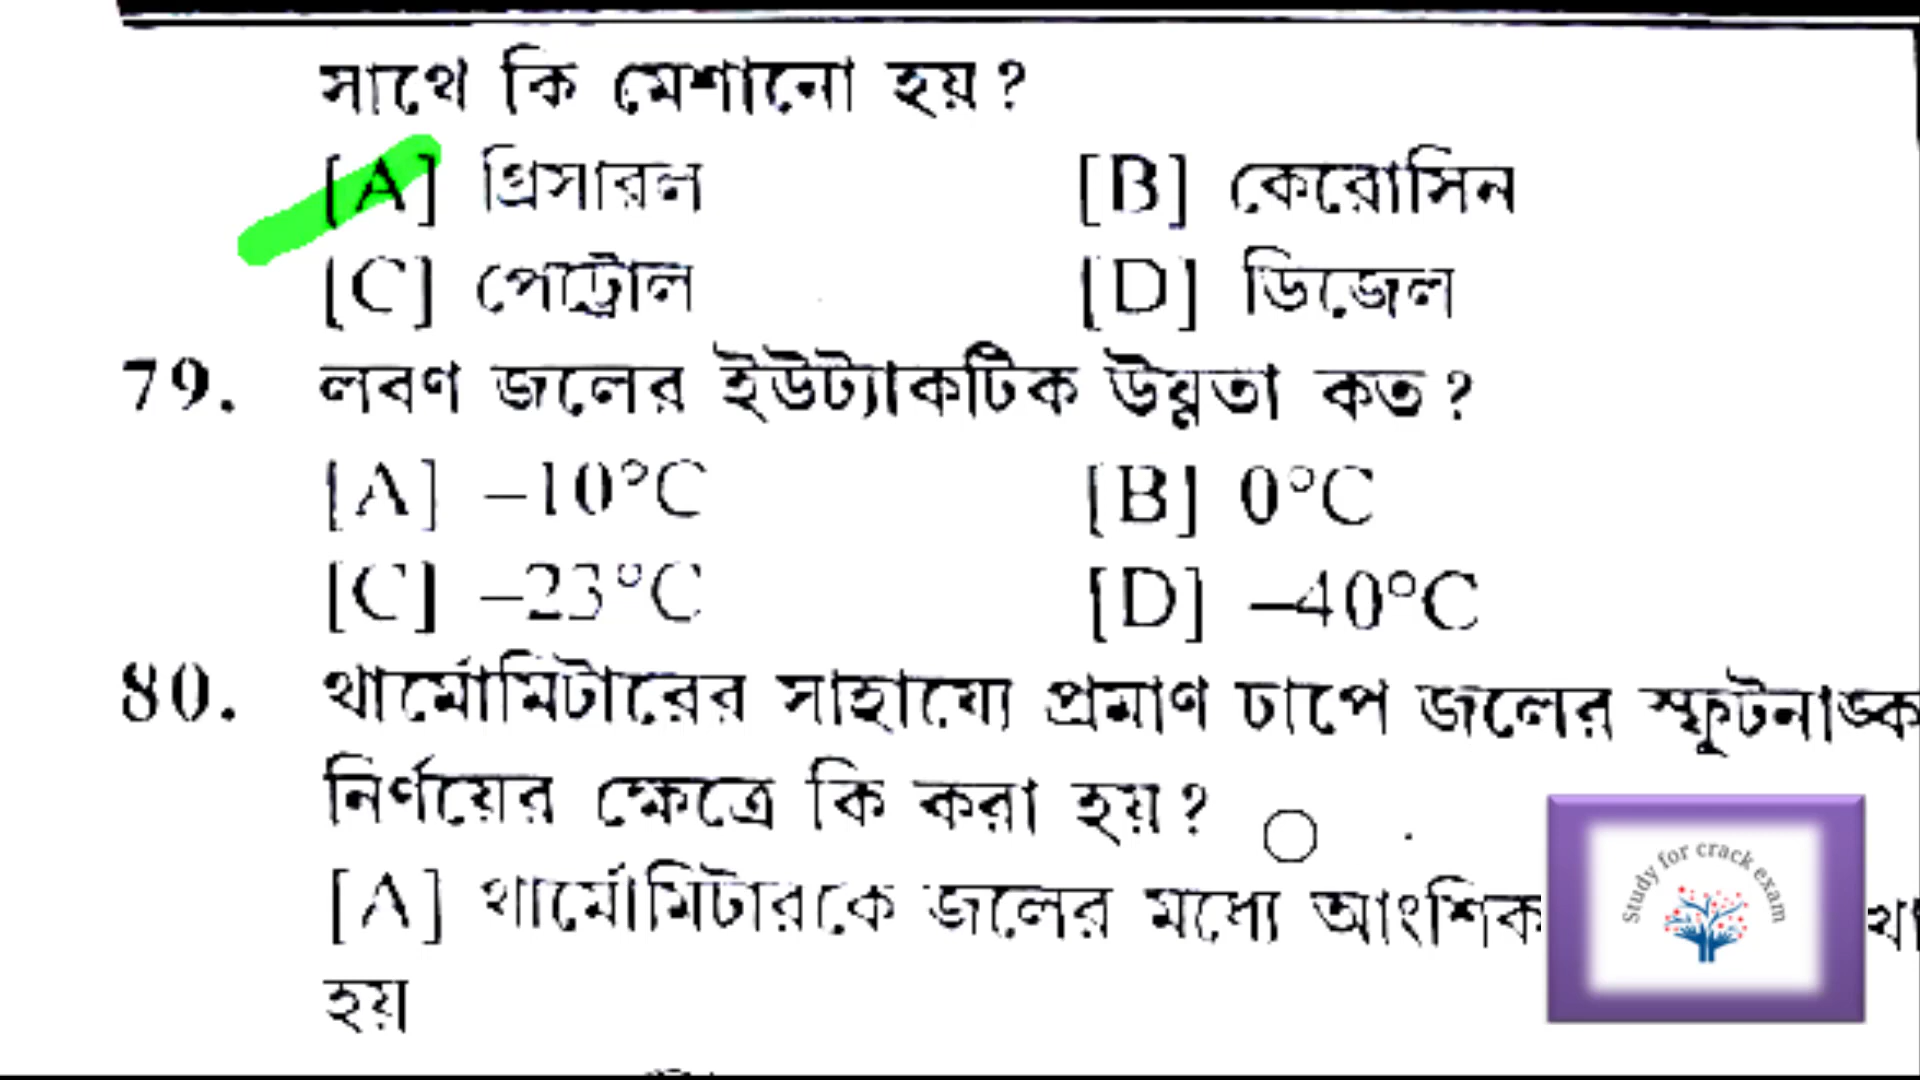 সাথে কি মেশানো হয়?
[A] গ্লিসারল [B] কেরোসিন
[C] পেট্রোল [D] ডিজেল
79. লবণ জলের ইউট্যাকটিক উষ্ণতা কত?
[A] –10°C [B] 0°C
[C] –23°C [D] –40°C
80. থার্মোমিটারের সাহায্যে প্রমাণ চাপে জলের স্ফুটনাঙ্ক
নির্ণয়ের ক্ষেত্রে কি করা হয়?
[A] থার্মোমিটারকে জলের মধ্যে আংশিক
হয়
Study for crack exam